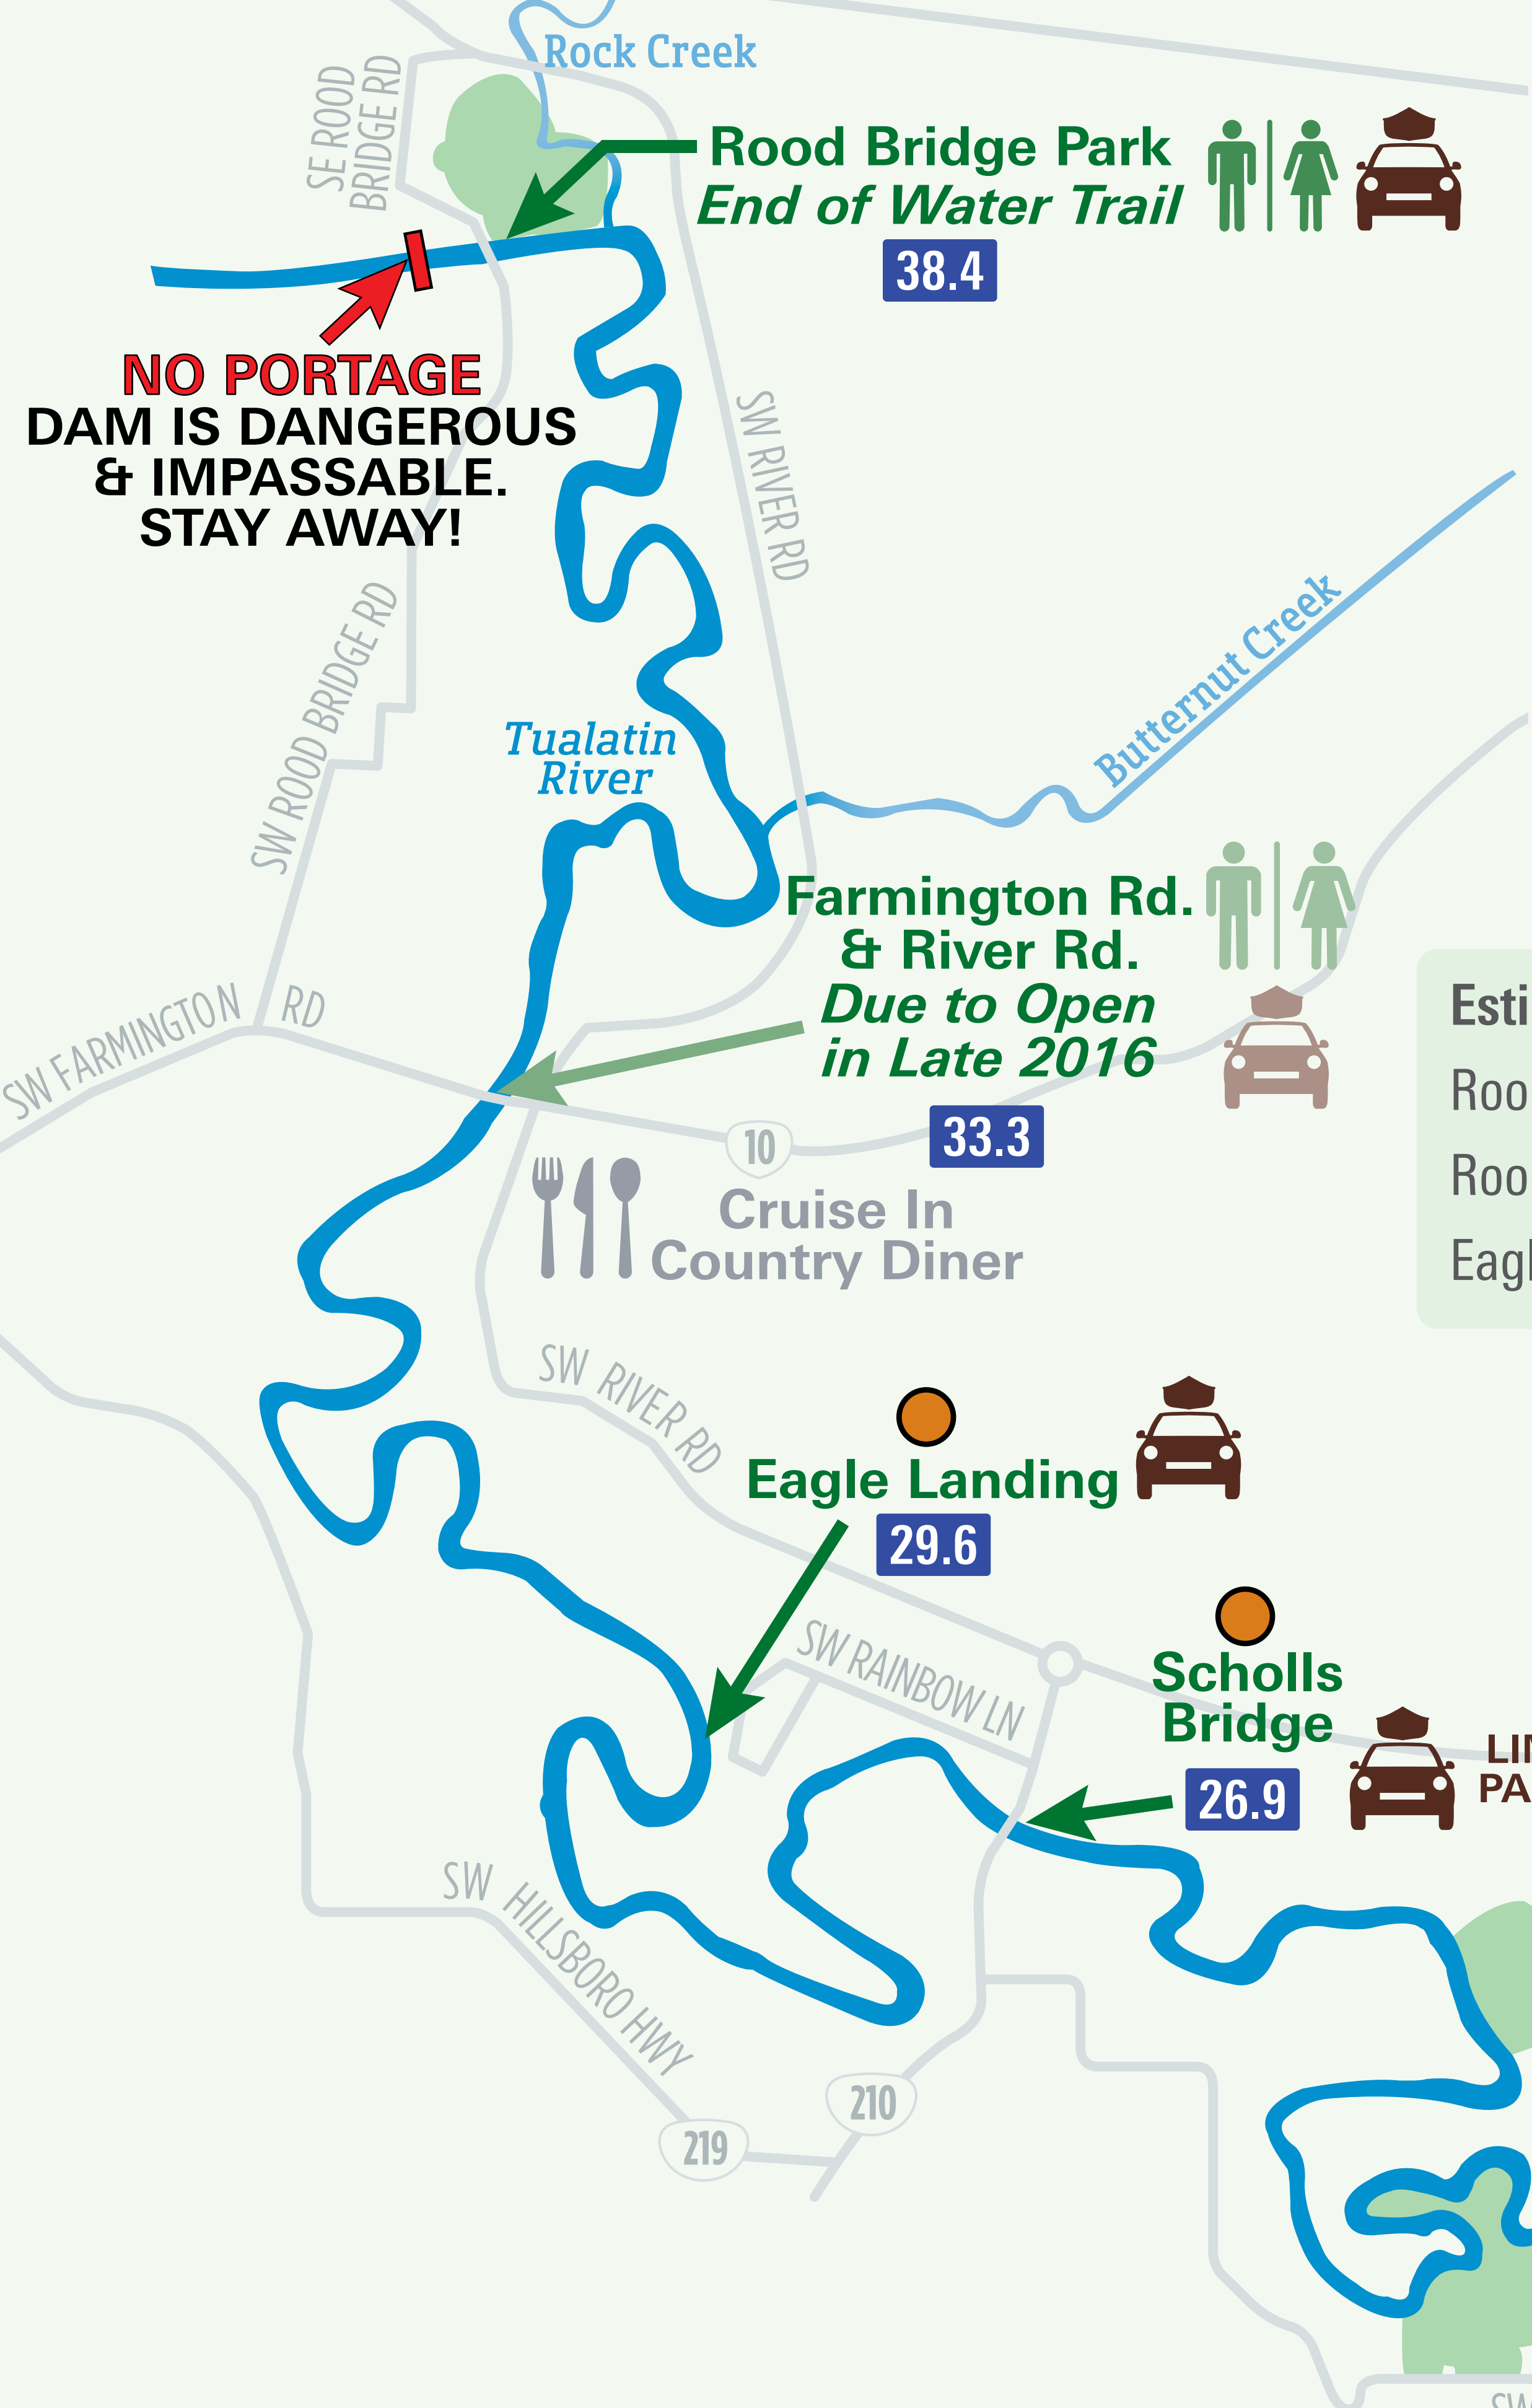 Rock Creek
SE ROOD
BRIDGE RD
Rood Bridge Park
End of Water Trail
38.4
NO PORTAGE
DAM IS DANGEROUS
& IMPASSABLE.
STAY AWAY!
SW RIVER RD
Butternut Creek
SW ROOD BRIDGE RD
Tualatin
River
Farmington Rd.
& River Rd.
Due to Open
in Late 2016
33.3
SW FARMINGTON RD
Esti
Roo
Roo
Eagl
10
Cruise In
Country Diner
SW RIVER RD
Eagle Landing
29.6
SW RAINBOW LN
Scholls
Bridge
26.9
LIM
PA
SW HILLSBORO HWY
210
219
SW